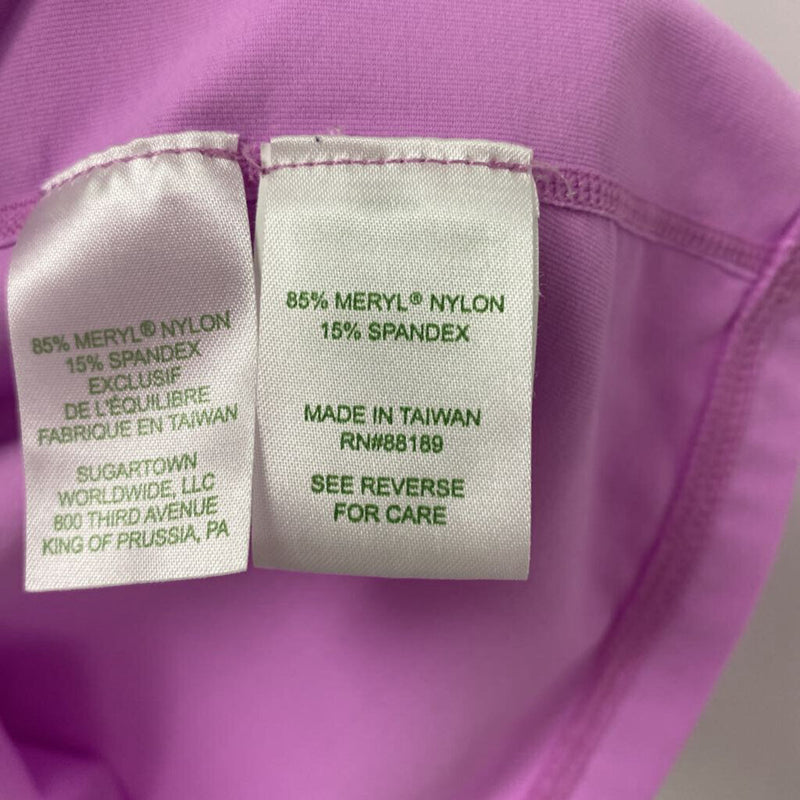 85% MERYL® NYLON
15% SPANDEX
EXCLUSIF
DE L'ÉQUILIBRE
FABRIQUE EN TAIWAN
SUGARTOWN
WORLDWIDE, LLC
800 THIRD AVENUE
KING OF PRUSSIA, PA
85% MERYL® NYLON
15% SPANDEX
MADE IN TAIWAN
RN#88189
SEE REVERSE
FOR CARE